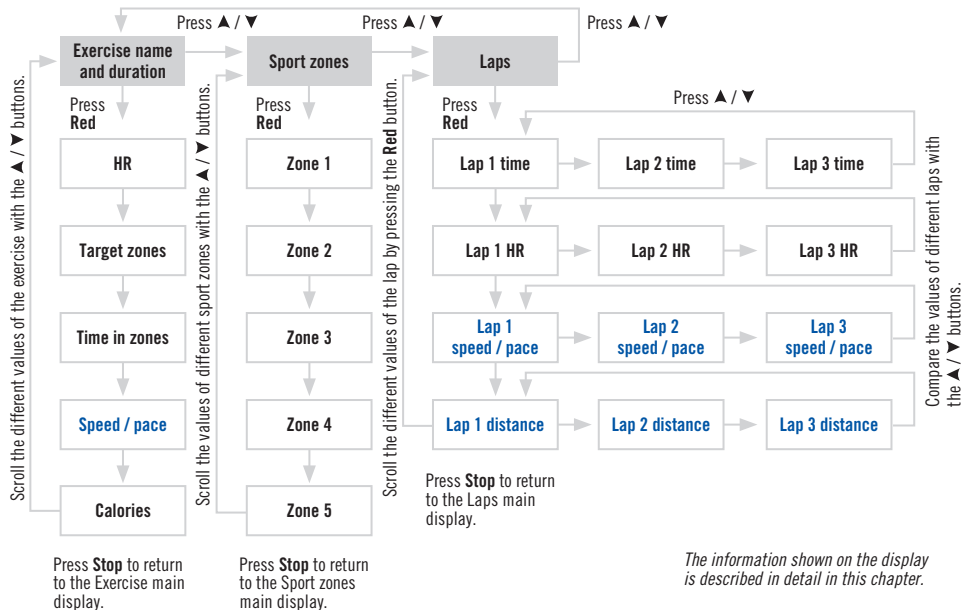 Press ▲ / ▼
Press ▲ / ▼
Press ▲ / ▼
Exercise name
and duration
Sport zones
Laps
Press
Red
Press
Red
Press
Red
Press ▲ / ▼
Scroll the different values of the exercise with the ▲ / ▼ buttons.
HR
Target zones
Time in zones
Speed / pace
Calories
Press Stop to return
to the Exercise main
display.
Scroll the values of different sport zones with the ▲ / ▼ buttons.
Zone 1
Zone 2
Zone 3
Zone 4
Zone 5
Press Stop to return
to the Sport zones
main display.
Scroll the different values of the lap by pressing the Red button.
Lap 1 time
Lap 2 time
Lap 3 time
Lap 1 HR
Lap 2 HR
Lap 3 HR
Lap 1
speed / pace
Lap 2
speed / pace
Lap 3
speed / pace
Lap 1 distance
Lap 2 distance
Lap 3 distance
Press Stop to return
to the Laps main
display.
Compare the values of different laps with
the ▲ / ▼ buttons.
The information shown on the display
is described in detail in this chapter.